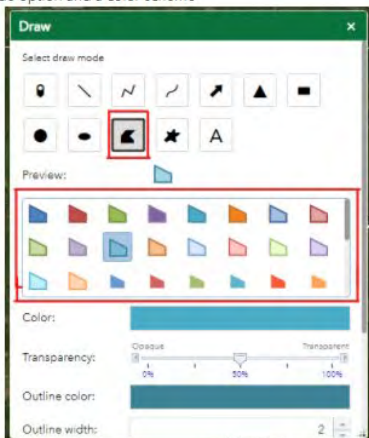 Draw ×
Select draw mode
A
Preview:
Color:
Transparency:
Opaque Transparent
0% 50% 100%
Outline color:
Outline width: 2